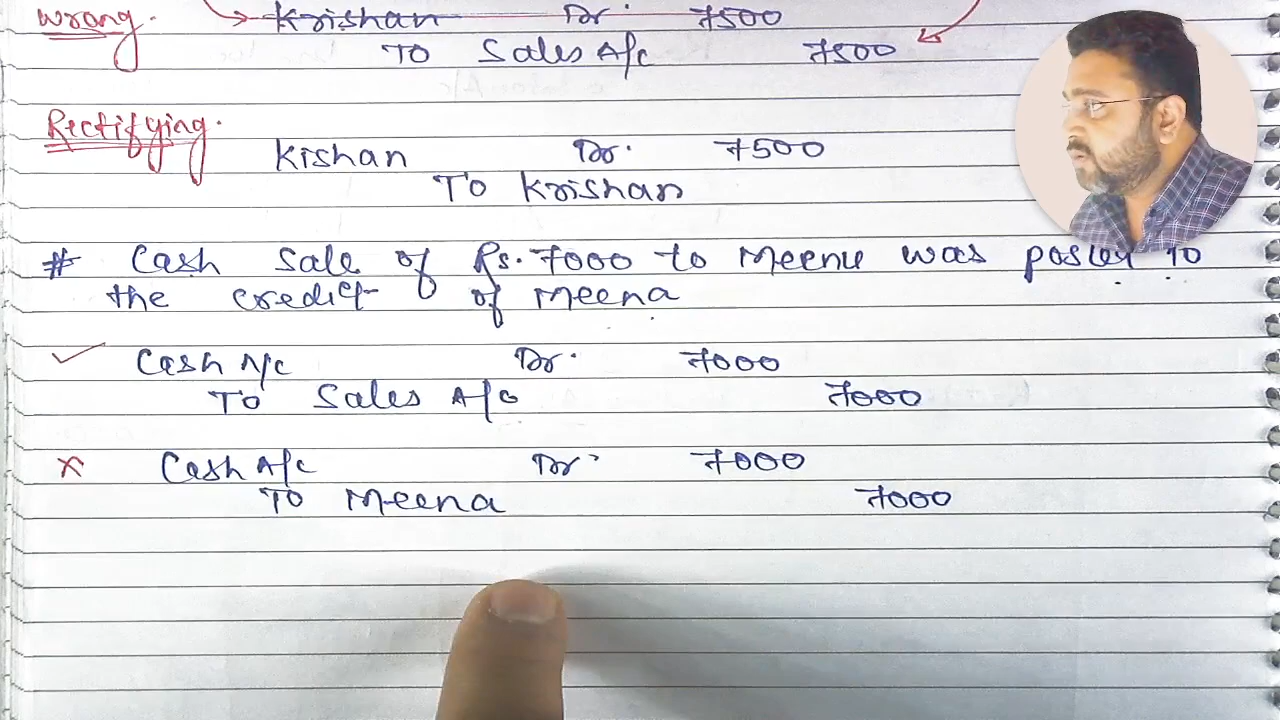 Wrong. Krishan Dr. 7500
To Sales A/c 7500
Rectifying.
Kishan Dr. 7500
To Krishan
# Cash Sale of Rs. 7000 to Meenu was posted to
the credit of Meena
✓ Cash A/c Dr. 7000
To Sales A/c 7000
× Cash A/c Dr. 7000
To Meena 7000